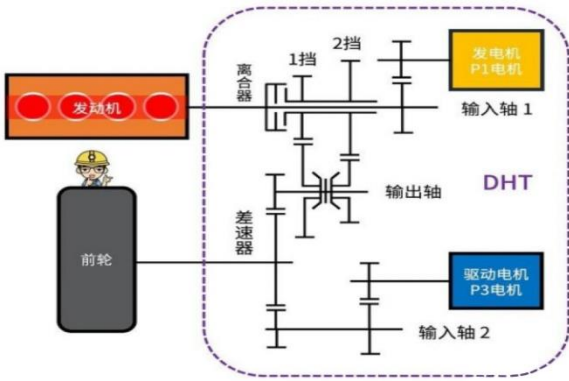 1挡
2挡
发电机
P1电机
离合器
发动机
输入轴 1
输出轴
DHT
差速器
前轮
驱动电机
P3电机
输入轴 2